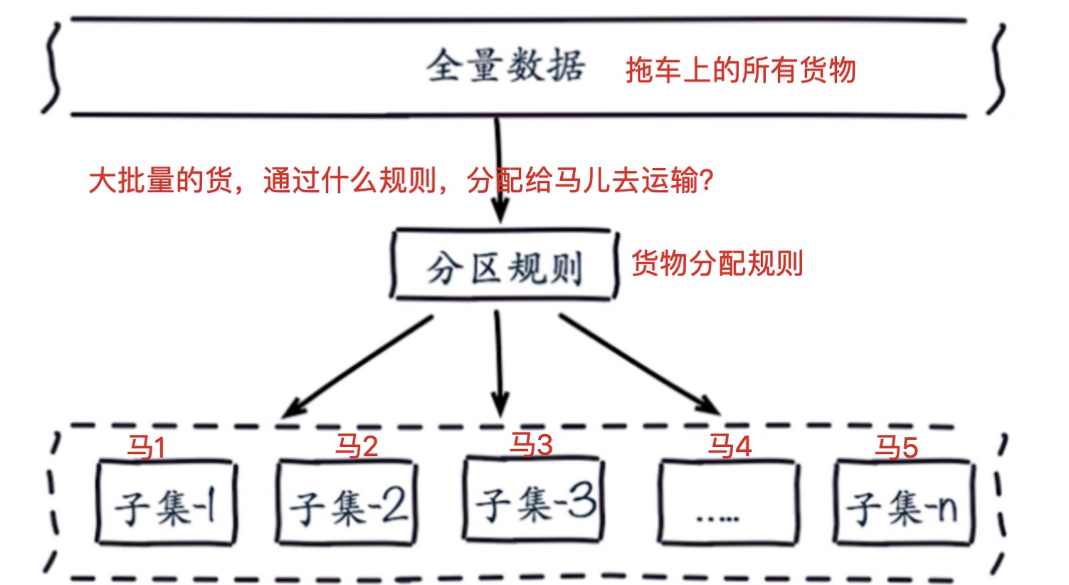 全量数据 拖车上的所有货物
大批量的货，通过什么规则，分配给马儿去运输？
分区规则 货物分配规则
马1 马2 马3 马4 马5
子集-1 子集-2 子集-3 ..... 子集-n